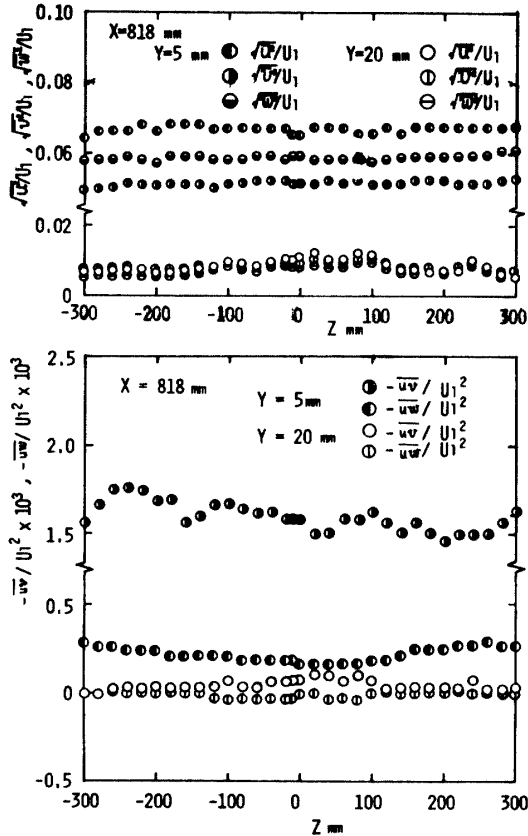 0.10
X=818 mm
Y=5 mm √u²/U1
√v²/U1
√w²/U1
Y=20 mm √u²/U1
√v²/U1
√w²/U1
√u²/U1 , √v²/U1 , √w²/U1
0.08
0.06
0.02
0
-300 -200 -100 0 100 200 300
Z mm
2.5
X = 818 mm
Y = 5mm
Y = 20 mm
-uv / U1²
-uw / U1²
-uv / U1²
-uw / U1²
-uv / U1² × 10³ , -uw / U1² × 10³
2.0
1.5
0.5
0
-0.5
-300 -200 -100 0 100 200 300
Z mm